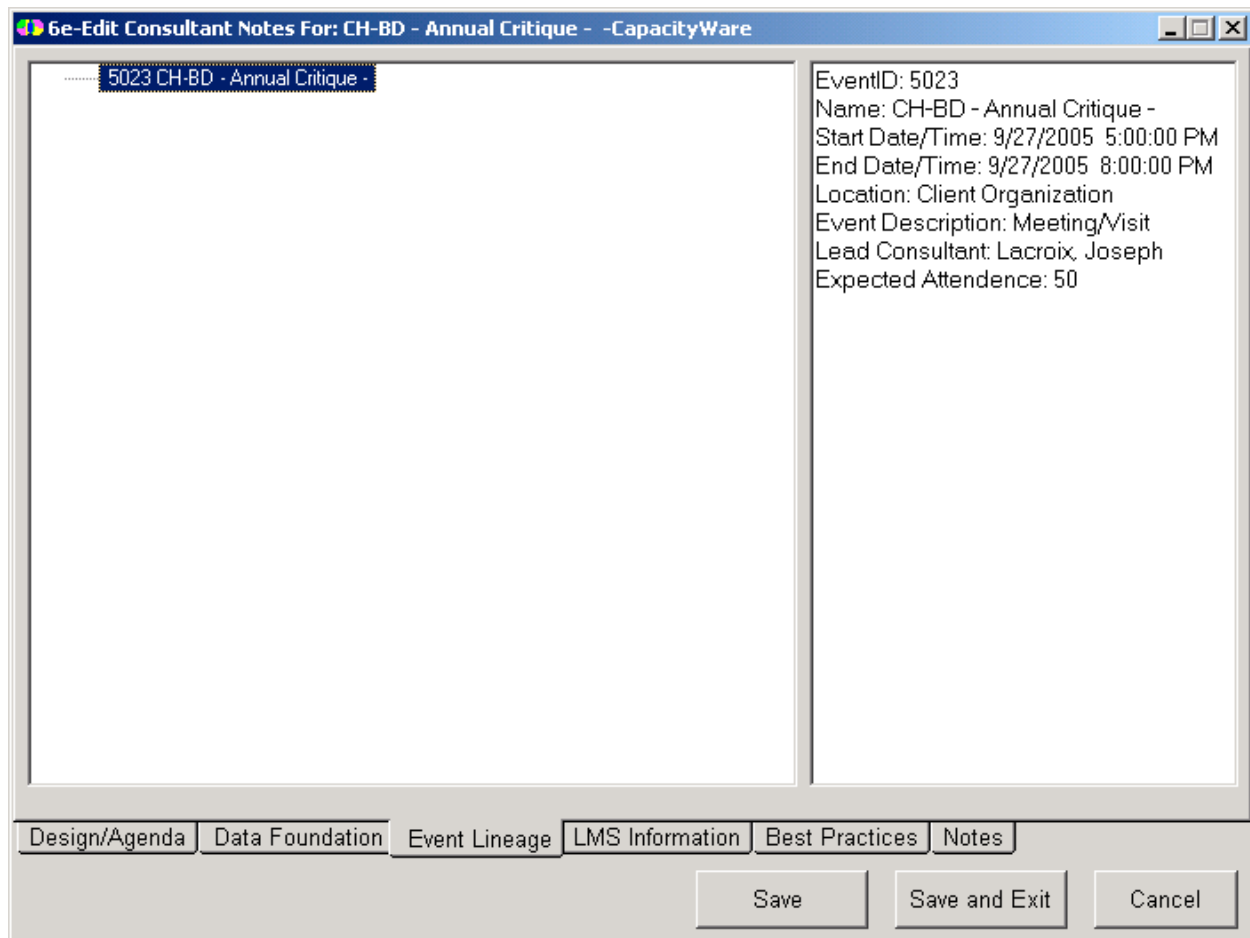 6e-Edit Consultant Notes For: CH-BD - Annual Critique -  -CapacityWare
5023 CH-BD - Annual Critique -
EventID: 5023
Name: CH-BD - Annual Critique -
Start Date/Time: 9/27/2005  5:00:00 PM
End Date/Time: 9/27/2005  8:00:00 PM
Location: Client Organization
Event Description: Meeting/Visit
Lead Consultant: Lacroix, Joseph
Expected Attendence: 50
Design/Agenda Data Foundation Event Lineage LMS Information Best Practices Notes
Save Save and Exit Cancel